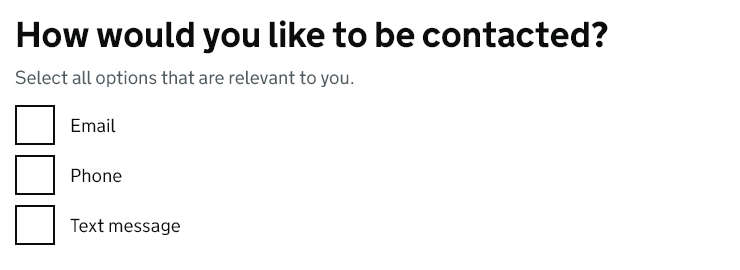 How would you like to be contacted?
Select all options that are relevant to you.
Email
Phone
Text message